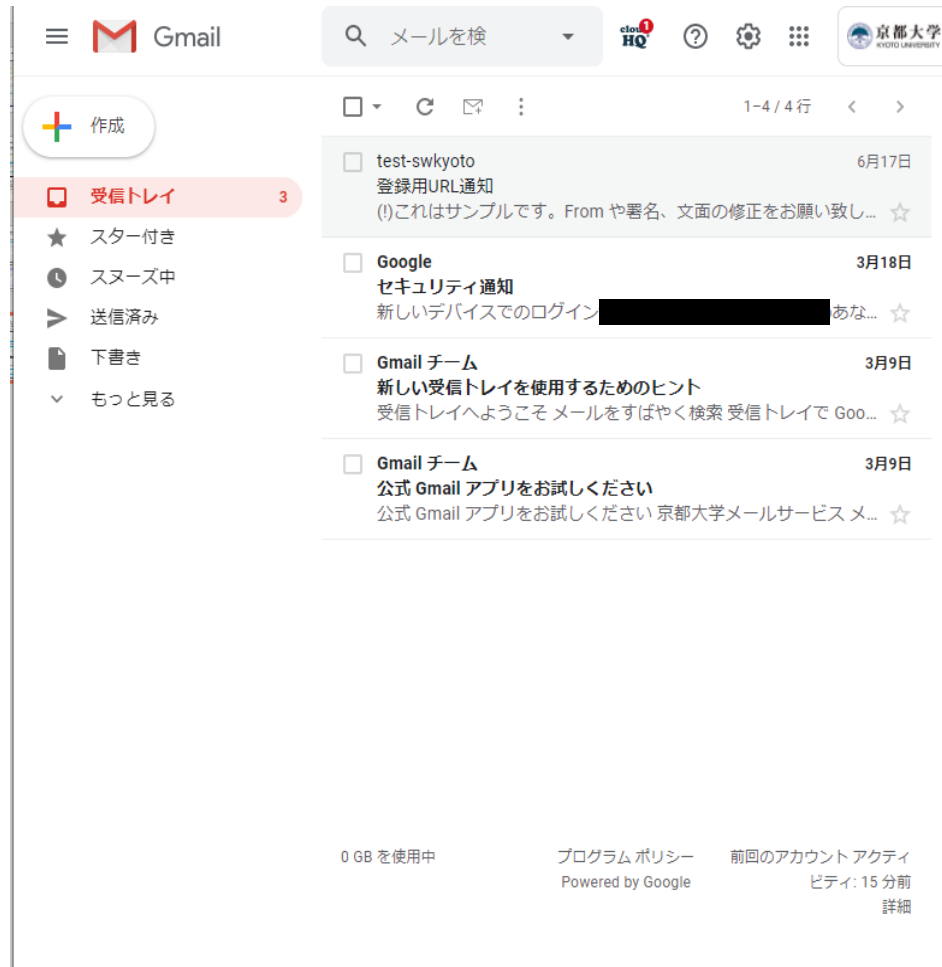 Gmail
メールを検
cloud HQ 1
京都大学
KYOTO UNIVERSITY
作成
1–4 / 4 行
受信トレイ 3
スター付き
スヌーズ中
送信済み
下書き
もっと見る
test-swkyoto 6月17日
登録用URL通知
(!)これはサンプルです。From や署名、文面の修正をお願い致し...
Google 3月18日
セキュリティ通知
新しいデバイスでのログイン あな...
Gmail チーム 3月9日
新しい受信トレイを使用するためのヒント
受信トレイへようこそ メールをすばやく検索 受信トレイで Goo...
Gmail チーム 3月9日
公式 Gmail アプリをお試しください
公式 Gmail アプリをお試しください 京都大学メールサービス メ...
0 GB を使用中
プログラム ポリシー
Powered by Google
前回のアカウント アクティ
ビティ: 15 分前
詳細